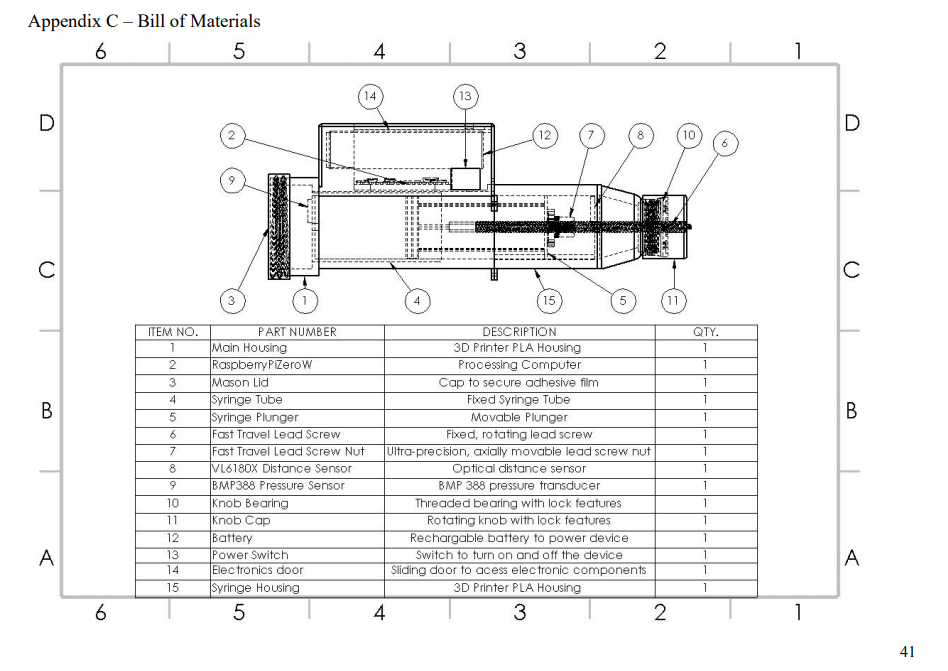 Appendix C – Bill of Materials
6 5 4 3 2 1
D D
14 13
2 12 7 8 10 6
9
C C
3 1 4 15 5 11
ITEM NO. PART NUMBER DESCRIPTION QTY.
1 Main Housing 3D Printer PLA Housing 1
2 RaspberryPiZeroW Processing Computer 1
3 Mason Lid Cap to secure adhesive film 1
4 Syringe Tube Fixed Syringe Tube 1
B B
5 Syringe Plunger Movable Plunger 1
6 Fast Travel Lead Screw Fixed, rotating lead screw 1
7 Fast Travel Lead Screw Nut Ultra-precision, axially movable lead screw nut 1
8 VL6180X Distance Sensor Optical distance sensor 1
9 BMP388 Pressure Sensor BMP 388 pressure transducer 1
10 Knob Bearing Threaded bearing with lock features 1
11 Knob Cap Rotating knob with lock features 1
12 Battery Rechargable battery to power device 1
A A
13 Power Switch Switch to turn on and off the device 1
14 Electronics door Sliding door to acess electronic components 1
15 Syringe Housing 3D Printer PLA Housing 1
6 5 4 3 2 1
41